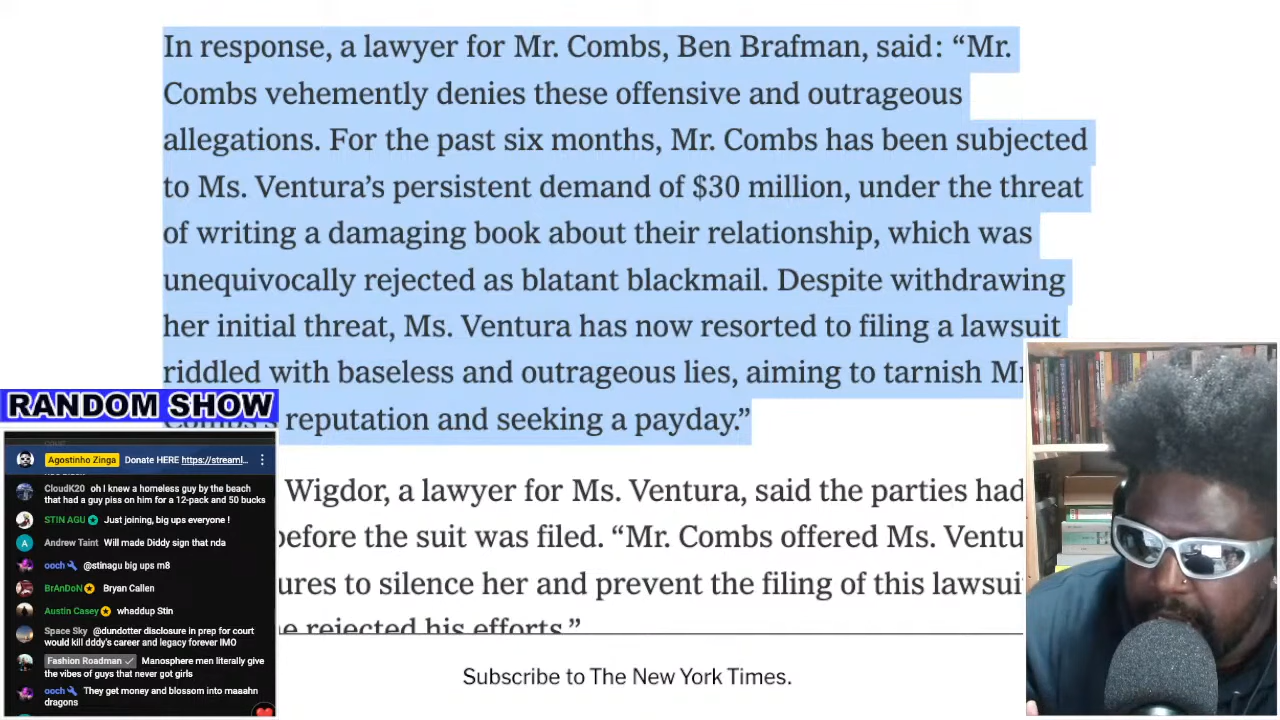 In response, a lawyer for Mr. Combs, Ben Brafman, said: “Mr.
Combs vehemently denies these offensive and outrageous
allegations. For the past six months, Mr. Combs has been subjected
to Ms. Ventura’s persistent demand of $30 million, under the threat
of writing a damaging book about their relationship, which was
unequivocally rejected as blatant blackmail. Despite withdrawing
her initial threat, Ms. Ventura has now resorted to filing a lawsuit
riddled with baseless and outrageous lies, aiming to tarnish Mr
Combs’s reputation and seeking a payday.”
Wigdor, a lawyer for Ms. Ventura, said the parties had
before the suit was filed. “Mr. Combs offered Ms. Ventu
ures to silence her and prevent the filing of this lawsui
e rejected his efforts.”
Subscribe to The New York Times.
RANDOM SHOW
Agostinho Zinga Donate HERE https://streaml...
CloudK20 oh I knew a homeless guy by the beach
that had a guy piss on him for a 12-pack and 50 bucks
STIN AGU Just joining, big ups everyone !
A Andrew Taint Will made Diddy sign that nda
ooch @stinagu big ups m8
BrAnDoN Bryan Callen
Austin Casey whaddup Stin
Space Sky @dundotter disclosure in prep for court
would kill dddy's career and legacy forever IMO
Fashion Roadman Manosphere men literally give
the vibes of guys that never got girls
ooch They get money and blossom into maaahn
dragons